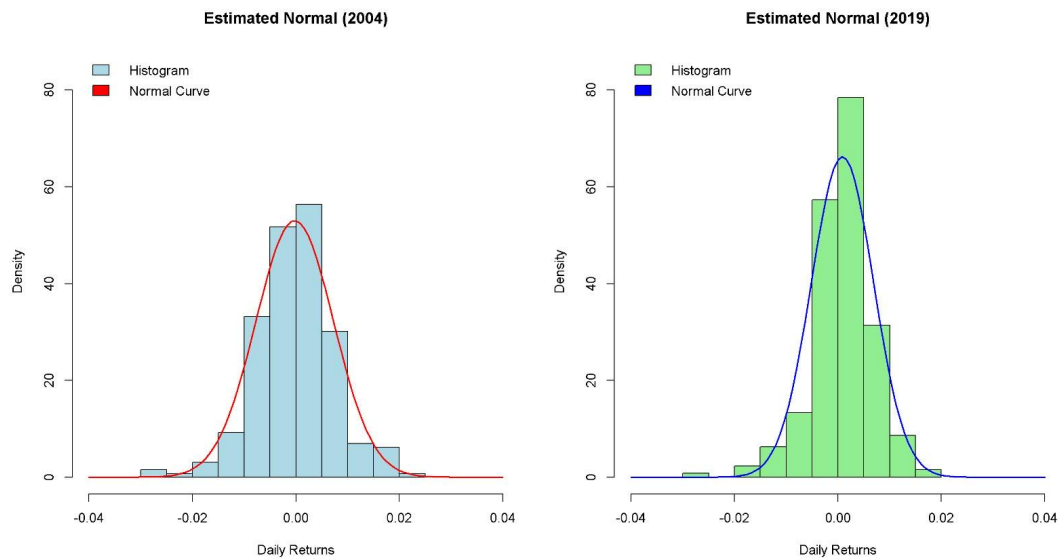 Estimated Normal (2004)
Histogram
Normal Curve
80
60
40
20
0
Density
-0.04
-0.02
0.00
0.02
0.04
Daily Returns
Estimated Normal (2019)
Histogram
Normal Curve
80
60
40
20
0
Density
-0.04
-0.02
0.00
0.02
0.04
Daily Returns